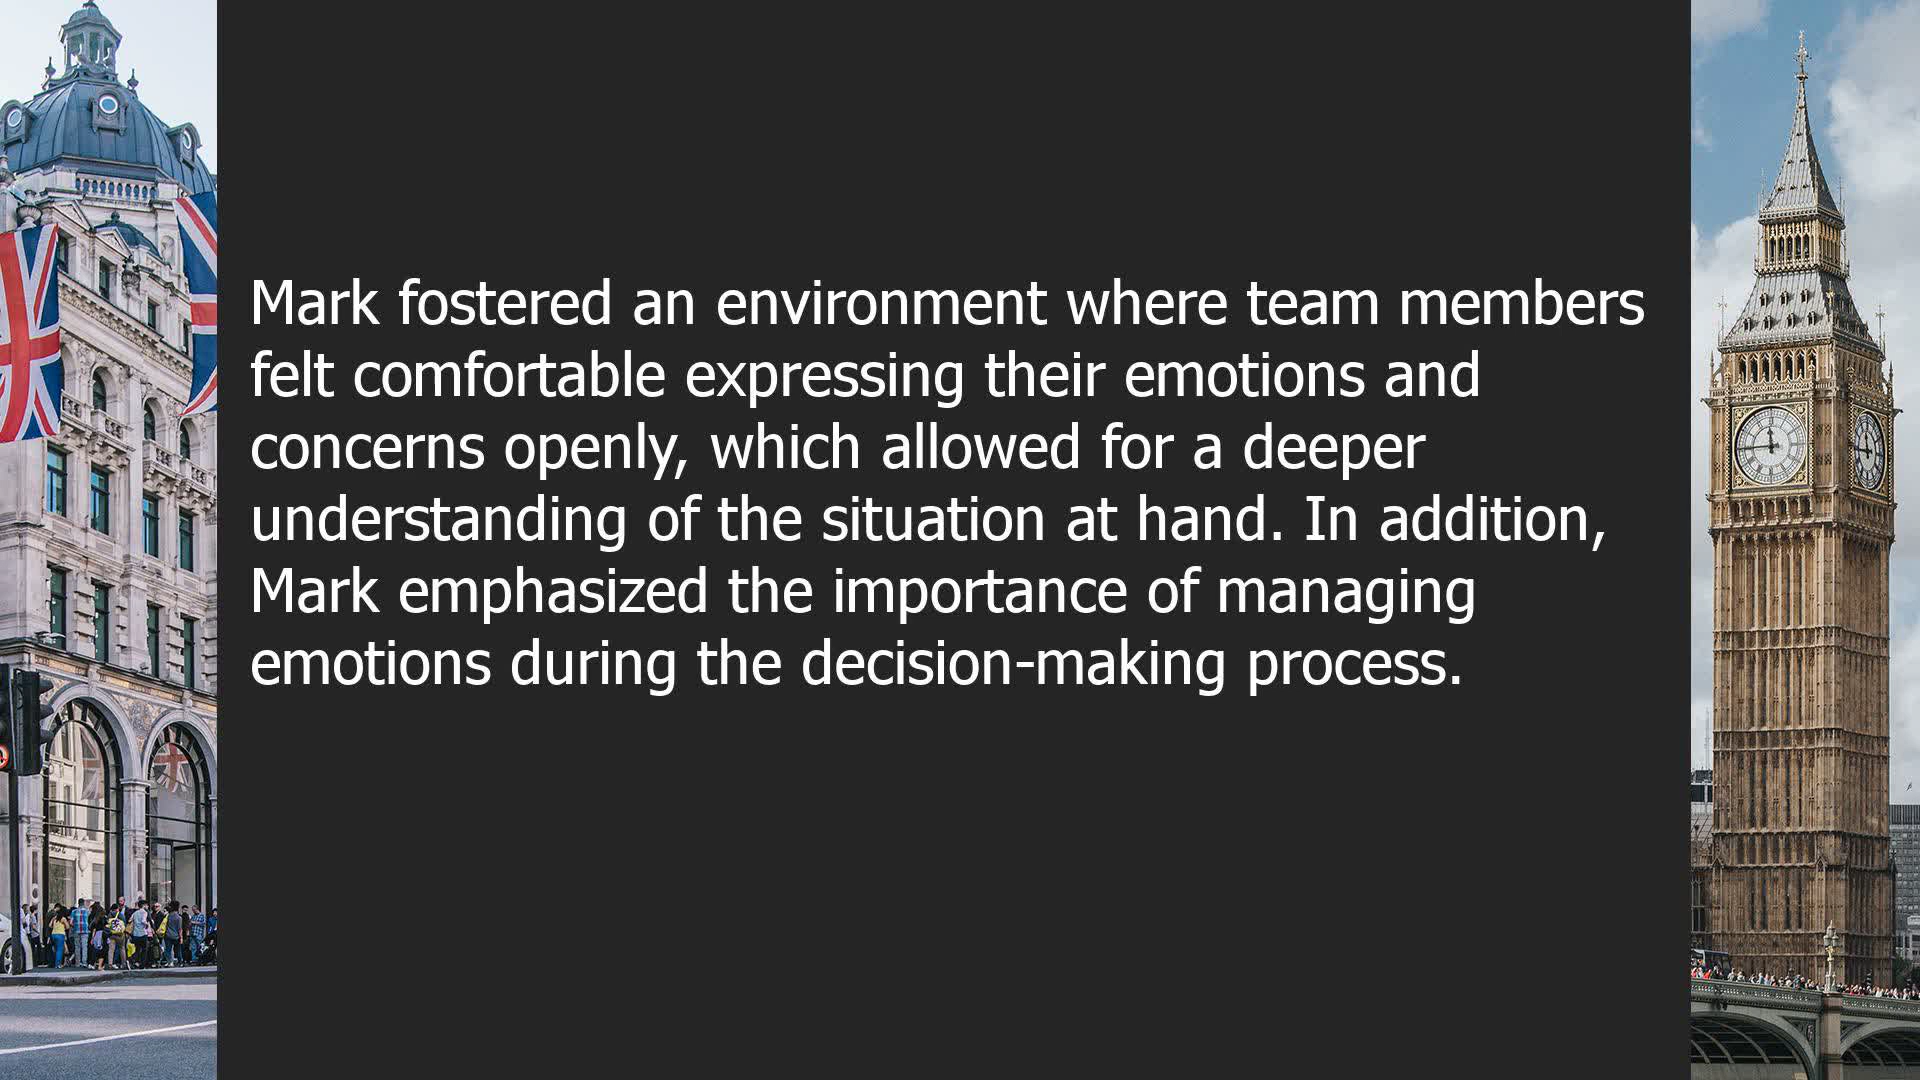 Mark fostered an environment where team members
felt comfortable expressing their emotions and
concerns openly, which allowed for a deeper
understanding of the situation at hand. In addition,
Mark emphasized the importance of managing
emotions during the decision-making process.